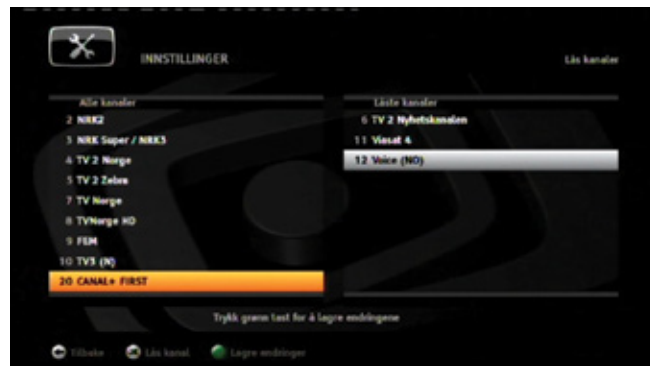 INNSTILLINGER
Lås kanaler
Alle kanaler
2 NRK2
3 NRK Super / NRK3
4 TV 2 Norge
5 TV 2 Zebra
7 TV Norge
8 TVNorge HD
9 FEM
10 TV3 (N)
20 CANAL+ FIRST
Låste kanaler
6 TV 2 Nyhetskanalen
11 Viasat 4
12 Voice (NO)
Trykk grønn tast for å lagre endringene
Tilbake
Lås kanal
Lagre endringer